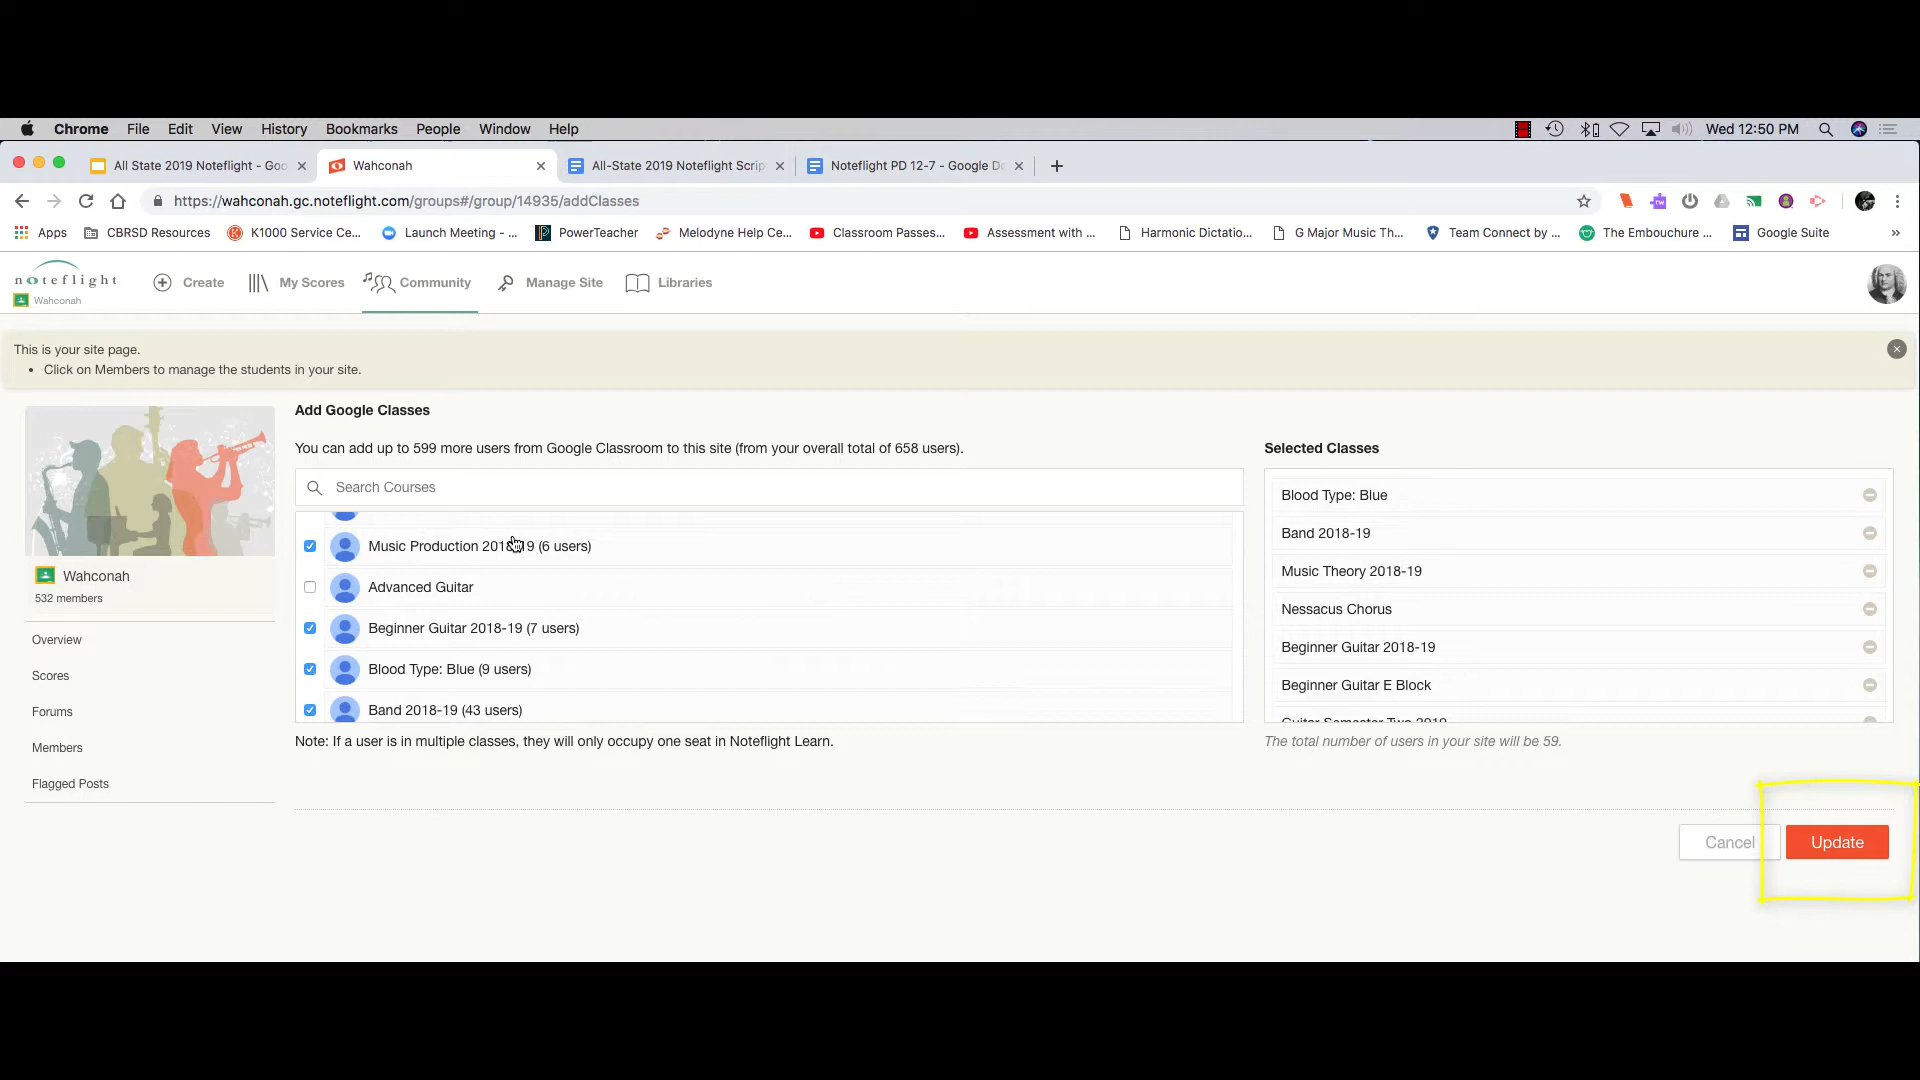 Chrome File Edit View History Bookmarks People Window Help Wed 12:50 PM
All State 2019 Noteflight - Goo Wahconah All-State 2019 Noteflight Scrip Noteflight PD 12-7 - Google Do
https://wahconah.gc.noteflight.com/groups#/group/14935/addClasses
Apps CBRSD Resources K1000 Service Ce... Launch Meeting - ... PowerTeacher Melodyne Help Ce... Classroom Passes... Assessment with ... Harmonic Dictatio... G Major Music Th... Team Connect by ... The Embouchure ... Google Suite »
noteflight
Wahconah
Create My Scores Community Manage Site Libraries
This is your site page.
• Click on Members to manage the students in your site.
Wahconah
532 members
Overview
Scores
Forums
Members
Flagged Posts
Add Google Classes
You can add up to 599 more users from Google Classroom to this site (from your overall total of 658 users).
Search Courses
Music Production 2018-19 (6 users)
Advanced Guitar
Beginner Guitar 2018-19 (7 users)
Blood Type: Blue (9 users)
Band 2018-19 (43 users)
Note: If a user is in multiple classes, they will only occupy one seat in Noteflight Learn.
Selected Classes
Blood Type: Blue
Band 2018-19
Music Theory 2018-19
Nessacus Chorus
Beginner Guitar 2018-19
Beginner Guitar E Block
Guitar Semester Two 2019
The total number of users in your site will be 59.
Cancel Update